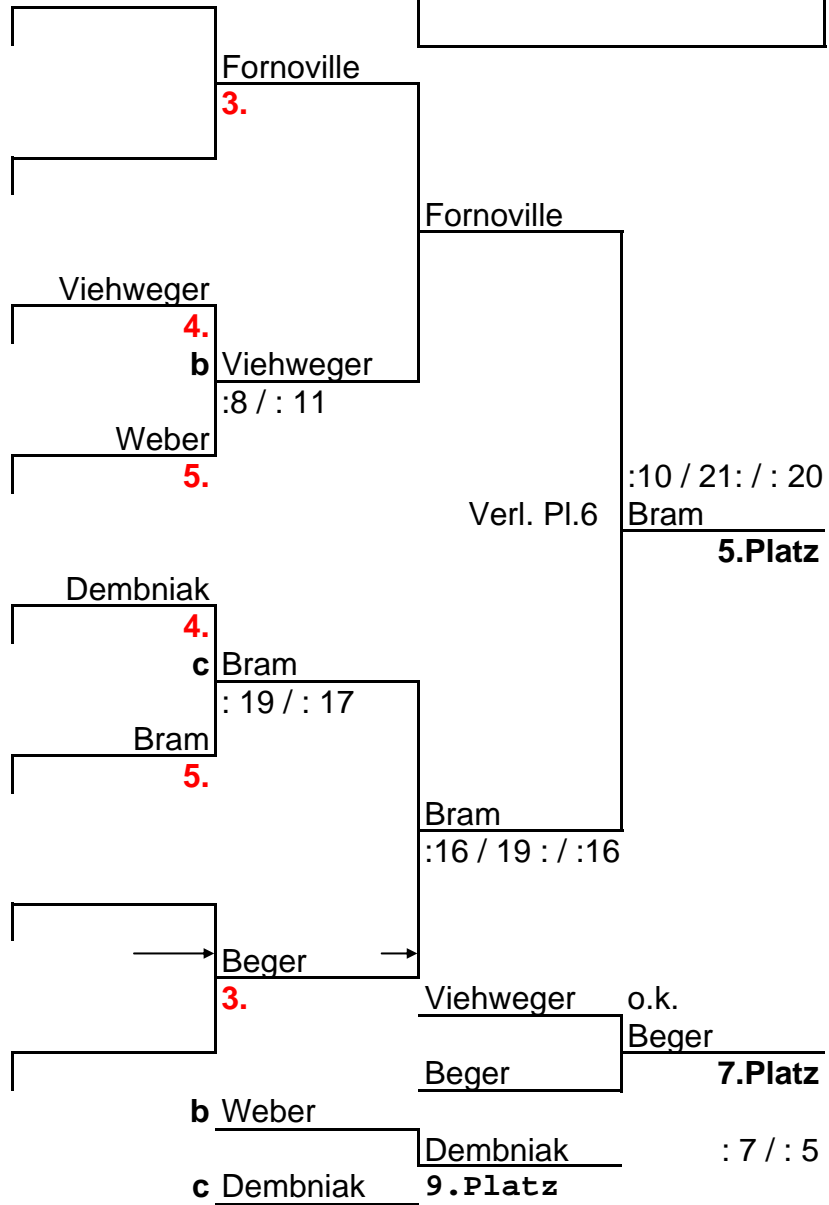 Fornoville
3.
Fornoville
Viehweger
4.
b Viehweger
:8 / : 11
Weber
5.
:10 / 21: / : 20
Verl. Pl.6 Bram
5.Platz
Dembniak
4.
c Bram
: 19 / : 17
Bram
5.
Bram
:16 / 19 : / :16
Beger
3.
Viehweger o.k.
Beger
Beger 7.Platz
b Weber
Dembniak : 7 / : 5
c Dembniak 9.Platz